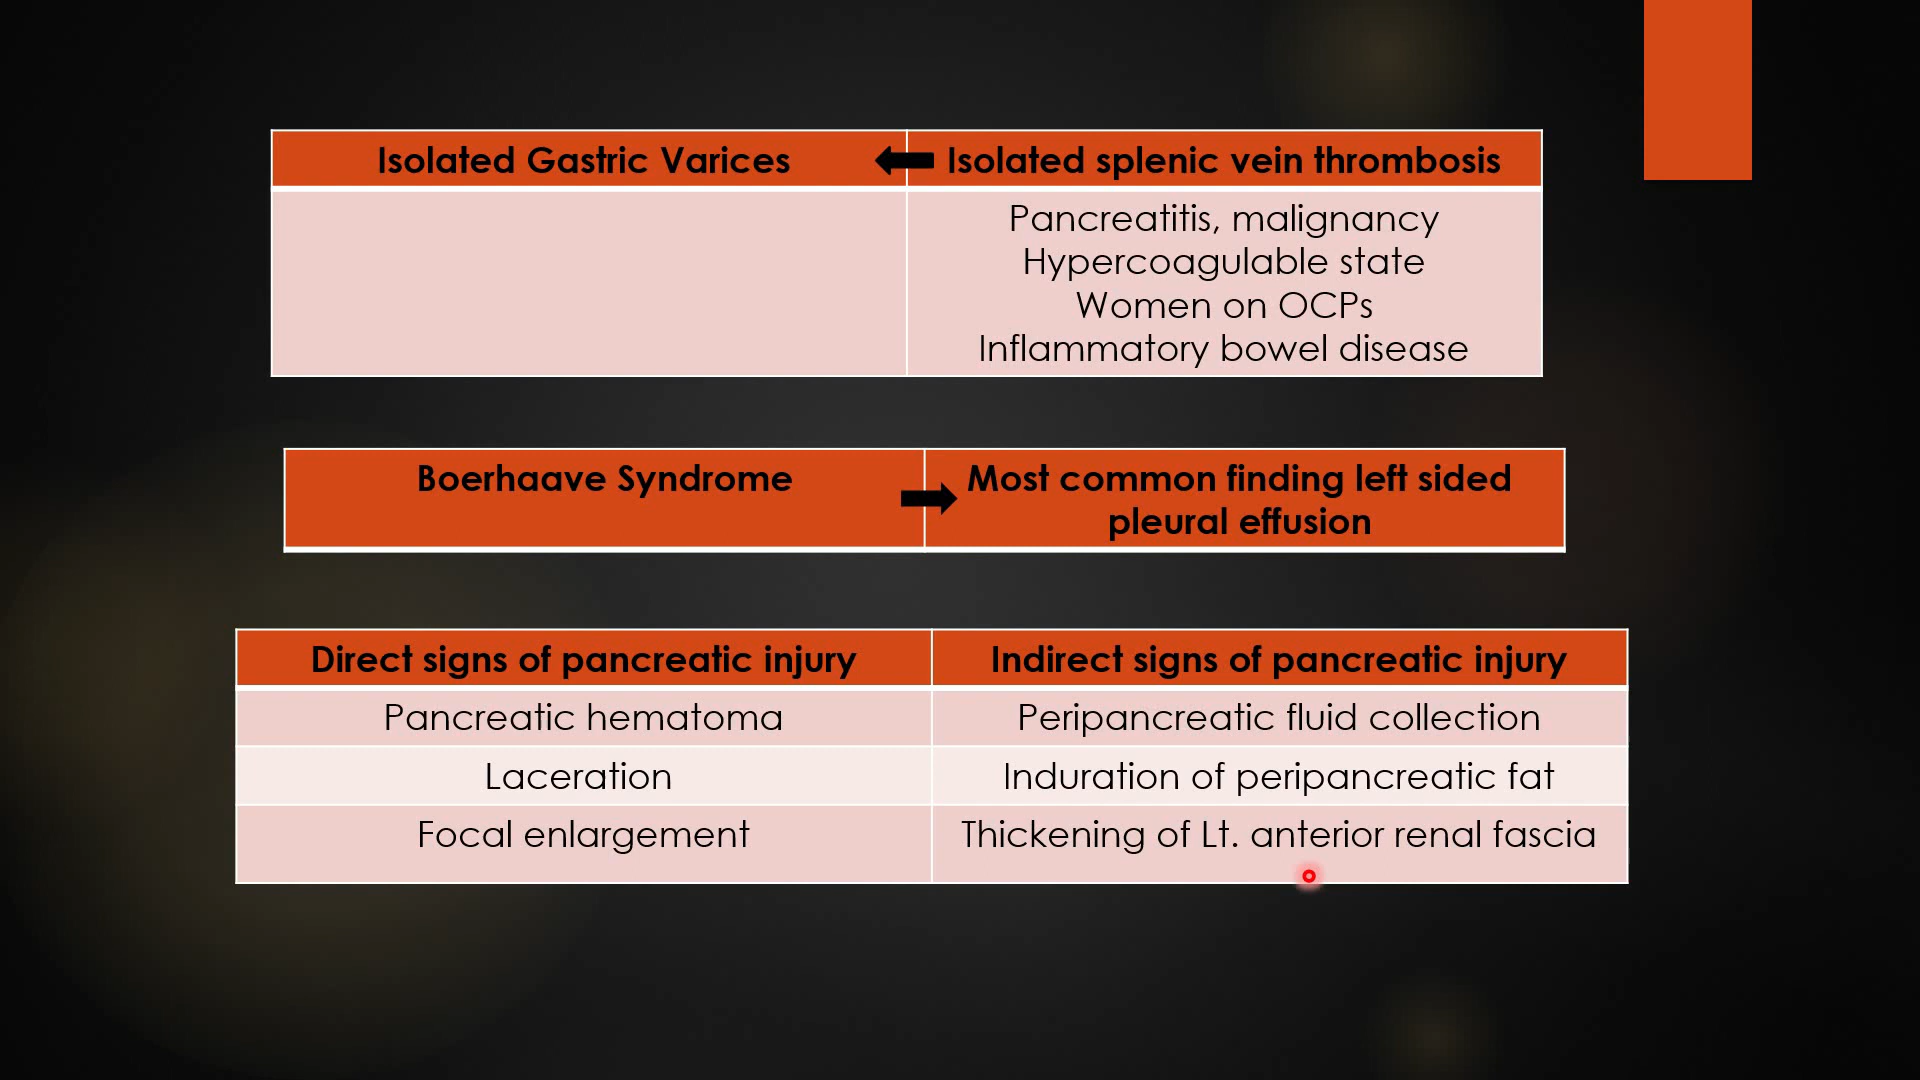 Isolated Gastric Varices
Isolated splenic vein thrombosis
Pancreatitis, malignancy
Hypercoagulable state
Women on OCPs
Inflammatory bowel disease
Boerhaave Syndrome
Most common finding left sided
pleural effusion
Direct signs of pancreatic injury
Indirect signs of pancreatic injury
Pancreatic hematoma
Peripancreatic fluid collection
Laceration
Induration of peripancreatic fat
Focal enlargement
Thickening of Lt. anterior renal fascia